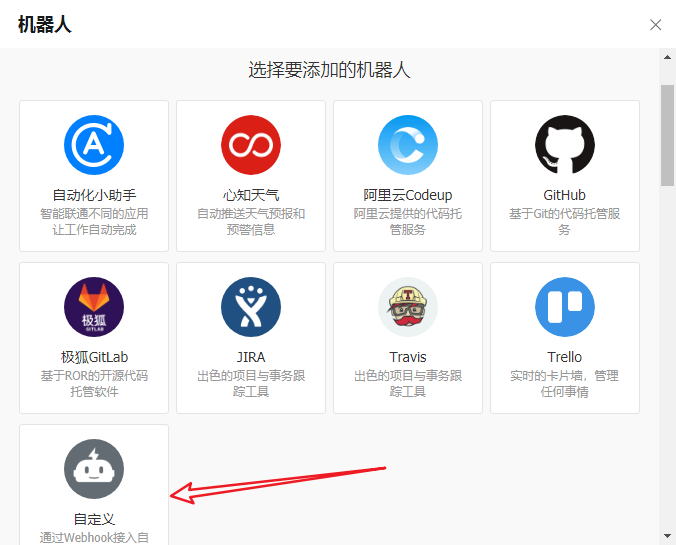 机器人
选择要添加的机器人
自动化小助手
智能联通不同的应用
让工作自动完成
心知天气
自动推送天气预报和
预警信息
阿里云Codeup
阿里云提供的代码托
管服务
GitHub
基于Git的代码托管服
务
极狐
GITLAB
极狐GitLab
基于ROR的开源代码
托管软件
JIRA
出色的项目与事务跟
踪工具
T
Travis
出色的项目与事务跟
踪工具
Trello
实时的卡片墙，管理
任何事情
自定义
通过Webhook接入自